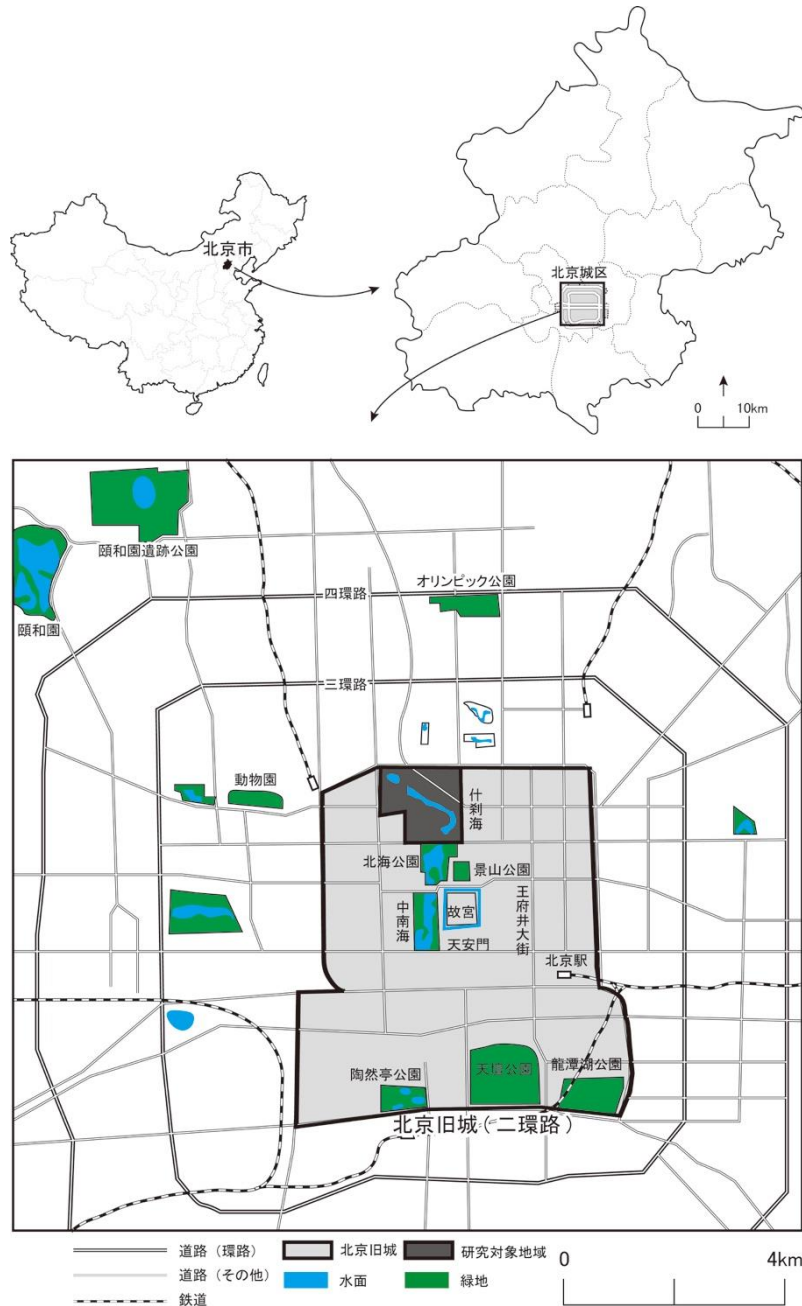 北京市
北京城区
0 10km
頤和園遺跡公園
オリンピック公園
四環路
頤和園
三環路
動物園
什刹海
北海公園
景山公園
中南海
故宮
王府井大街
天安門
北京駅
陶然亭公園
天壇公園
龍潭湖公園
北京旧城(二環路)
道路(環路)
北京旧城
研究対象地域
0 4km
道路(その他)
水面
緑地
鉄道